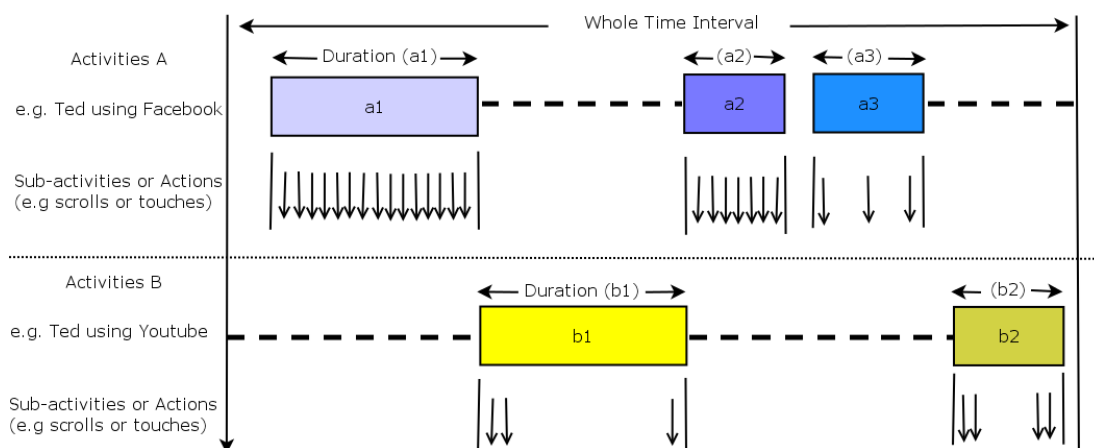 Whole Time Interval
Activities A
Duration (a1)
(a2)
(a3)
e.g. Ted using Facebook
a1
a2
a3
Sub-activities or Actions
(e.g scrolls or touches)
Activities B
Duration (b1)
(b2)
e.g. Ted using Youtube
b1
b2
Sub-activities or Actions
(e.g scrolls or touches)